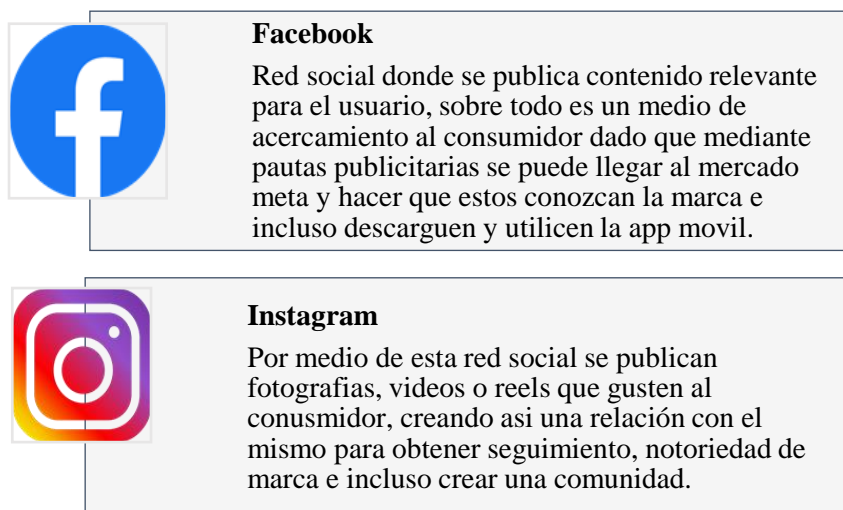 Facebook
Red social donde se publica contenido relevante
para el usuario, sobre todo es un medio de
acercamiento al consumidor dado que mediante
pautas publicitarias se puede llegar al mercado
meta y hacer que estos conozcan la marca e
incluso descarguen y utilicen la app movil.
Instagram
Por medio de esta red social se publican
fotografias, videos o reels que gusten al
conusmidor, creando asi una relación con el
mismo para obtener seguimiento, notoriedad de
marca e incluso crear una comunidad.